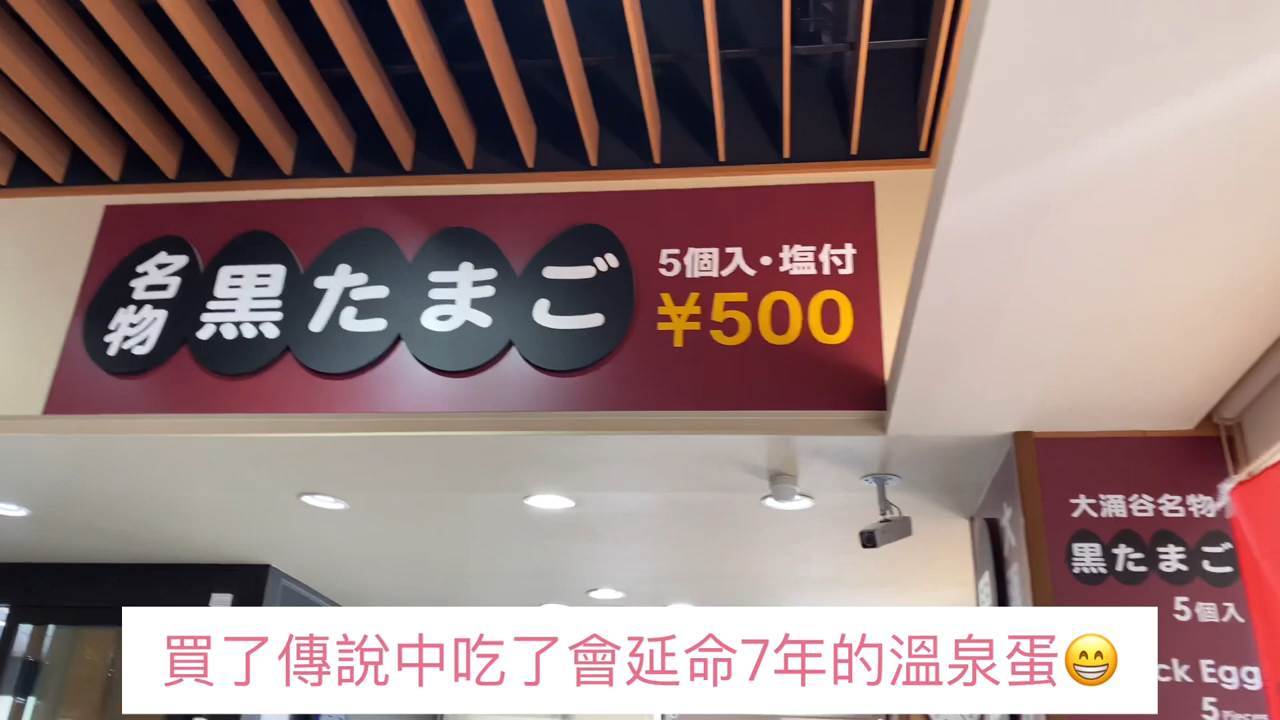 名物 黒たまご
5個入・塩付
¥500
大涌谷名物
黒たまご
5個入
ck Egg
5
買了傳說中吃了會延命7年的溫泉蛋😁